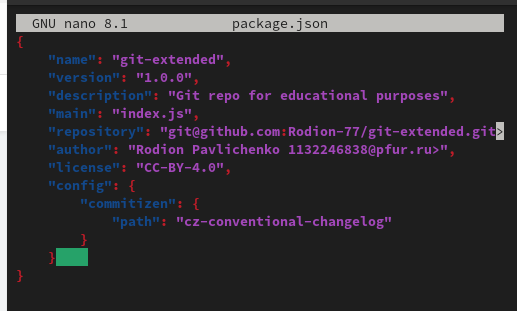 GNU nano 8.1 package.json
{
    "name": "git-extended",
    "version": "1.0.0",
    "description": "Git repo for educational purposes",
    "main": "index.js",
    "repository": "git@github.com:Rodion-77/git-extended.git>
    "author": "Rodion Pavlichenko 1132246838@pfur.ru>",
    "license": "CC-BY-4.0",
    "config": {
        "commitizen": {
            "path": "cz-conventional-changelog"
        }
    }
}